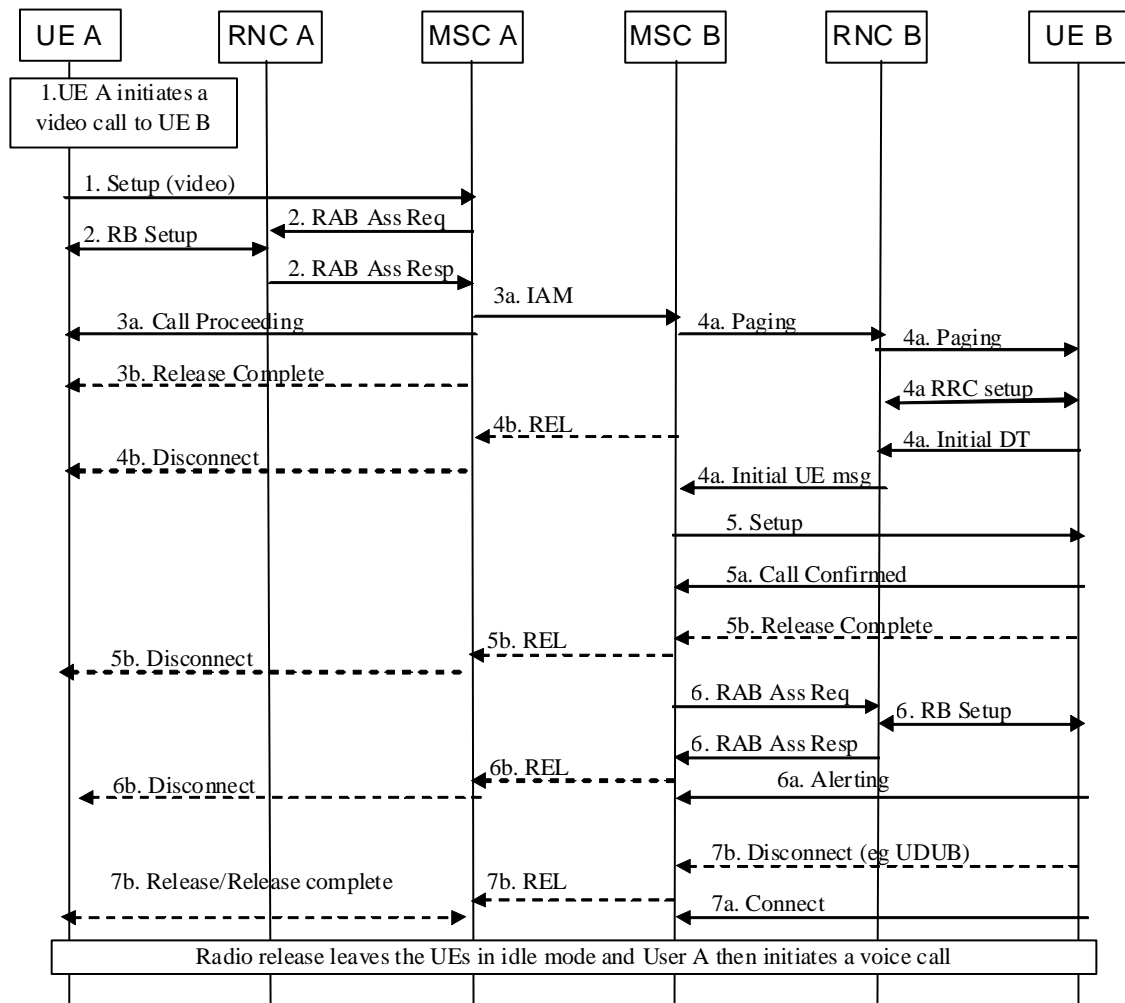 UE A
RNC A
MSC A
MSC B
RNC B
UE B
1.UE A initiates a
video call to UE B
1. Setup (video)
2. RAB Ass Req
2. RB Setup
2. RAB Ass Resp
3a. IAM
3a. Call Proceeding
4a. Paging
4a. Paging
3b. Release Complete
4a RRC setup
4b. REL
4a. Initial DT
4b. Disconnect
4a. Initial UE msg
5. Setup
5a. Call Confirmed
5b. Release Complete
5b. REL
5b. Disconnect
6. RAB Ass Req
6. RB Setup
6. RAB Ass Resp
6b. REL
6a. Alerting
6b. Disconnect
7b. Disconnect (eg UDUB)
7b. Release/Release complete
7b. REL
7a. Connect
Radio release leaves the UEs in idle mode and User A then initiates a voice call